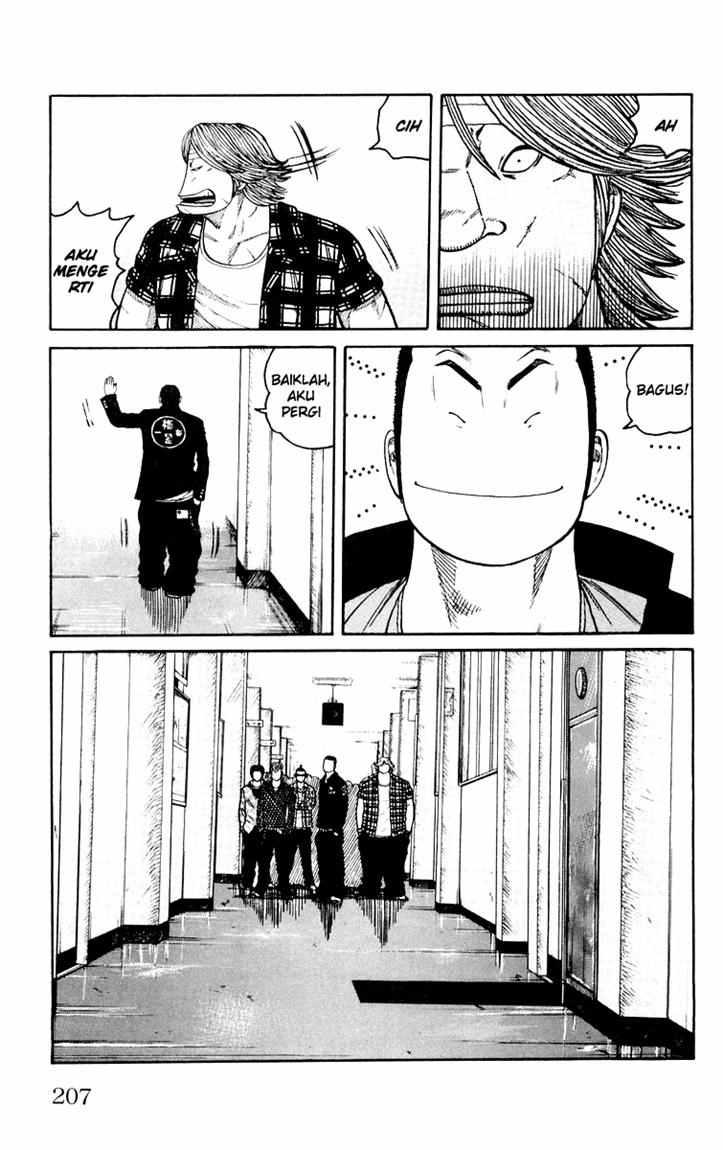 AH
CIH
AKU
MENGE
RTI
BAGUS!
BAIKLAH,
AKU
PERGI
207